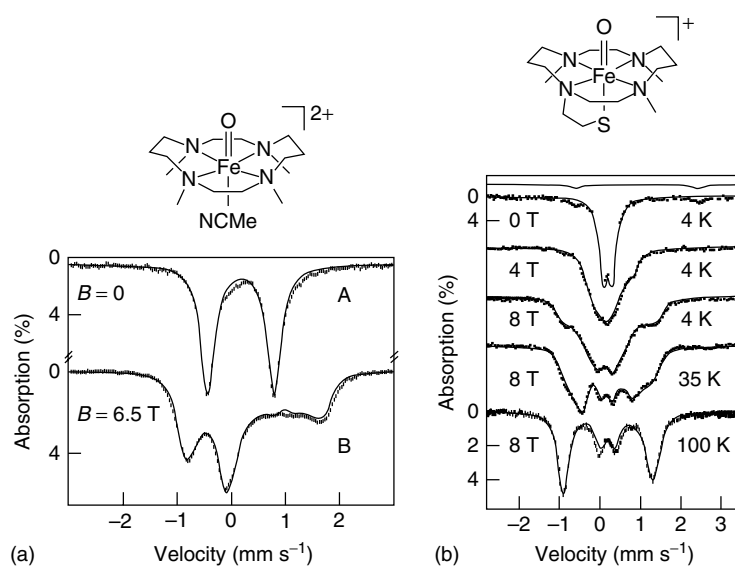 O
N N
Fe
N N
NCMe
2+
0
4
0
4
B = 0
A
B = 6.5 T
B
Absorption (%)
−2 −1 0 1 2
(a) Velocity (mm s⁻¹)
O
N N
Fe
N N
S
+
0
4
0 T 4 K
4 T 4 K
8 T 4 K
8 T 35 K
0
2
4
8 T 100 K
Absorption (%)
−2 −1 0 1 2 3
(b) Velocity (mm s⁻¹)